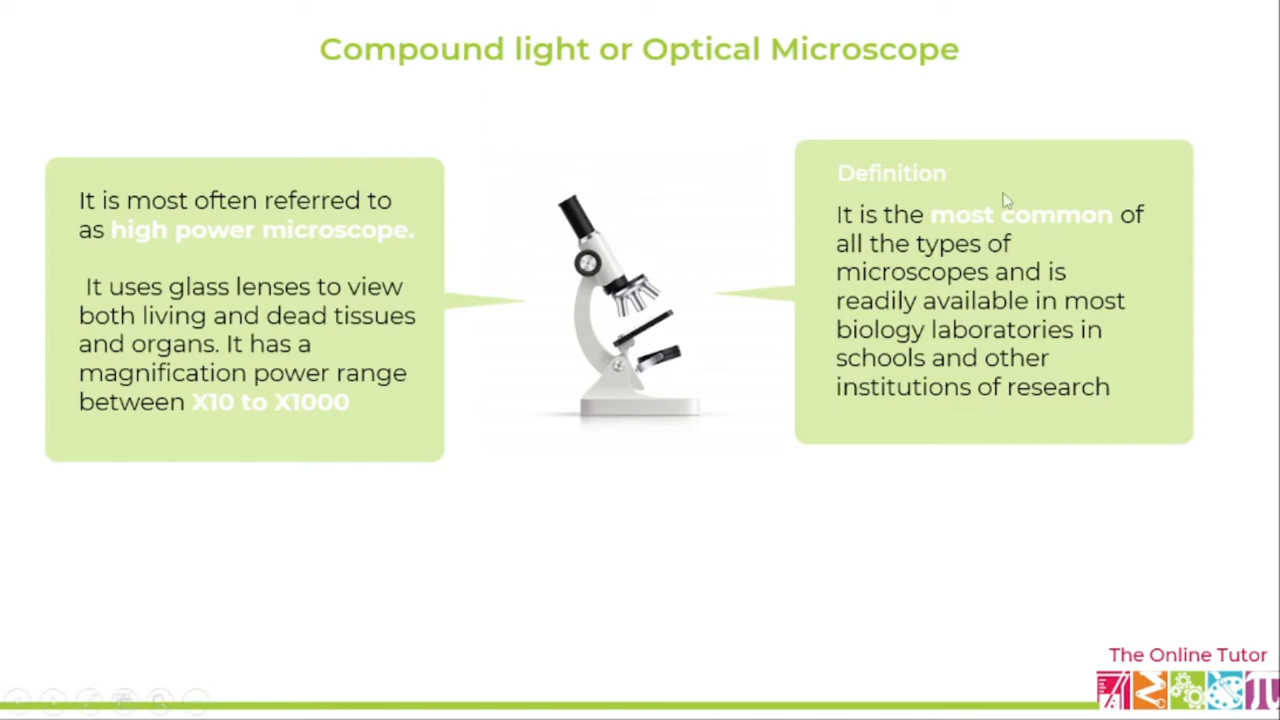 Compound light or Optical Microscope
It is most often referred to
as high power microscope.
It uses glass lenses to view
both living and dead tissues
and organs. It has a
magnification power range
between X10 to X1000
Definition
It is the most common of
all the types of
microscopes and is
readily available in most
biology laboratories in
schools and other
institutions of research
The Online Tutor